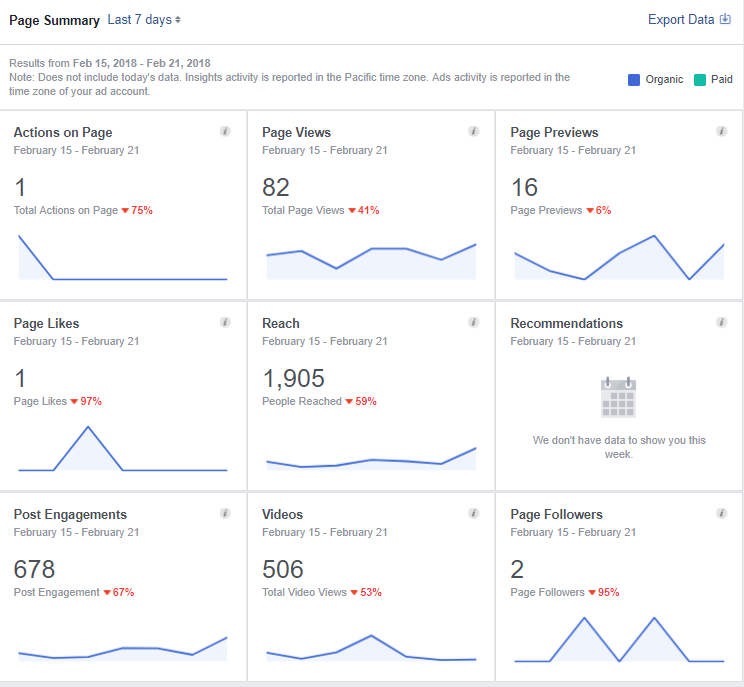 Page Summary Last 7 days
Export Data
Results from Feb 15, 2018 - Feb 21, 2018
Note: Does not include today's data. Insights activity is reported in the Pacific time zone. Ads activity is reported in the
time zone of your ad account.
Organic Paid
Actions on Page
February 15 - February 21
1
Total Actions on Page 75%
Page Views
February 15 - February 21
82
Total Page Views 41%
Page Previews
February 15 - February 21
16
Page Previews 6%
Page Likes
February 15 - February 21
1
Page Likes 97%
Reach
February 15 - February 21
1,905
People Reached 59%
Recommendations
February 15 - February 21
We don't have data to show you this
week.
Post Engagements
February 15 - February 21
678
Post Engagement 67%
Videos
February 15 - February 21
506
Total Video Views 53%
Page Followers
February 15 - February 21
2
Page Followers 95%